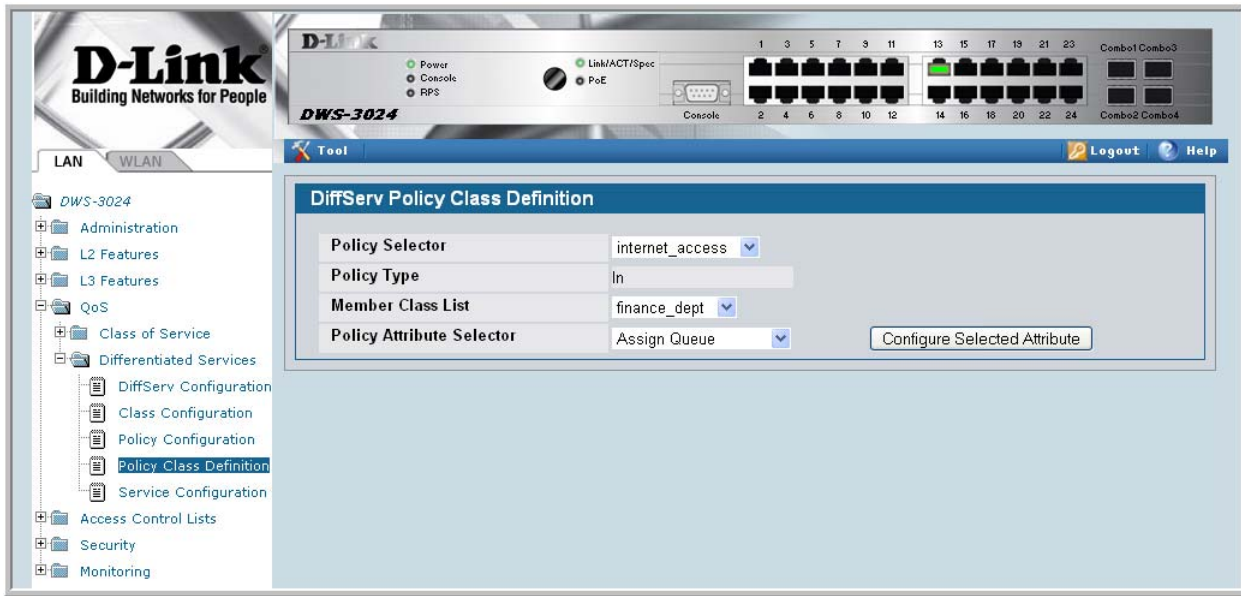 D-Link
Building Networks for People
D-Link
Power
Console
RPS
Link/ACT/Spec
PoE
DWS-3024
Console
1 3 5 7 9 11 13 15 17 19 21 23
2 4 6 8 10 12 14 16 18 20 22 24
Combo1 Combo3
Combo2 Combo4
LAN WLAN
Tool Logout Help
DWS-3024
Administration
L2 Features
L3 Features
QoS
Class of Service
Differentiated Services
DiffServ Configuration
Class Configuration
Policy Configuration
Policy Class Definition
Service Configuration
Access Control Lists
Security
Monitoring
DiffServ Policy Class Definition
Policy Selector internet_access
Policy Type In
Member Class List finance_dept
Policy Attribute Selector Assign Queue Configure Selected Attribute